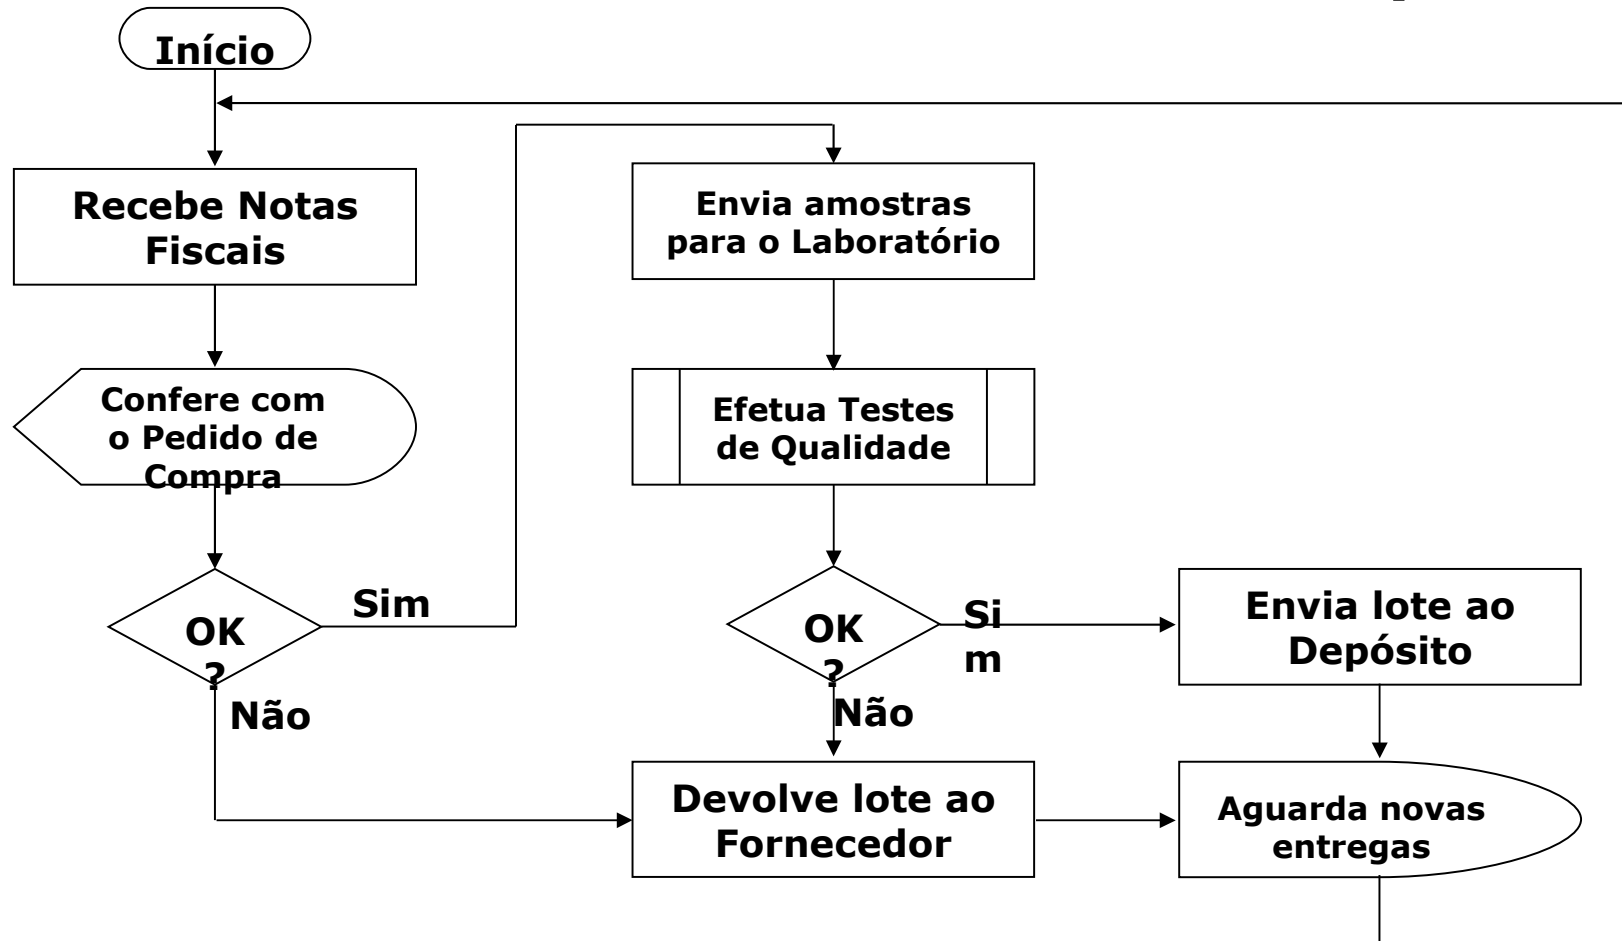 Início
Recebe Notas
Fiscais
Confere com
o Pedido de
Compra
OK
?
Sim
Não
Envia amostras
para o Laboratório
Efetua Testes
de Qualidade
OK
?
Si
m
Não
Devolve lote ao
Fornecedor
Envia lote ao
Depósito
Aguarda novas
entregas